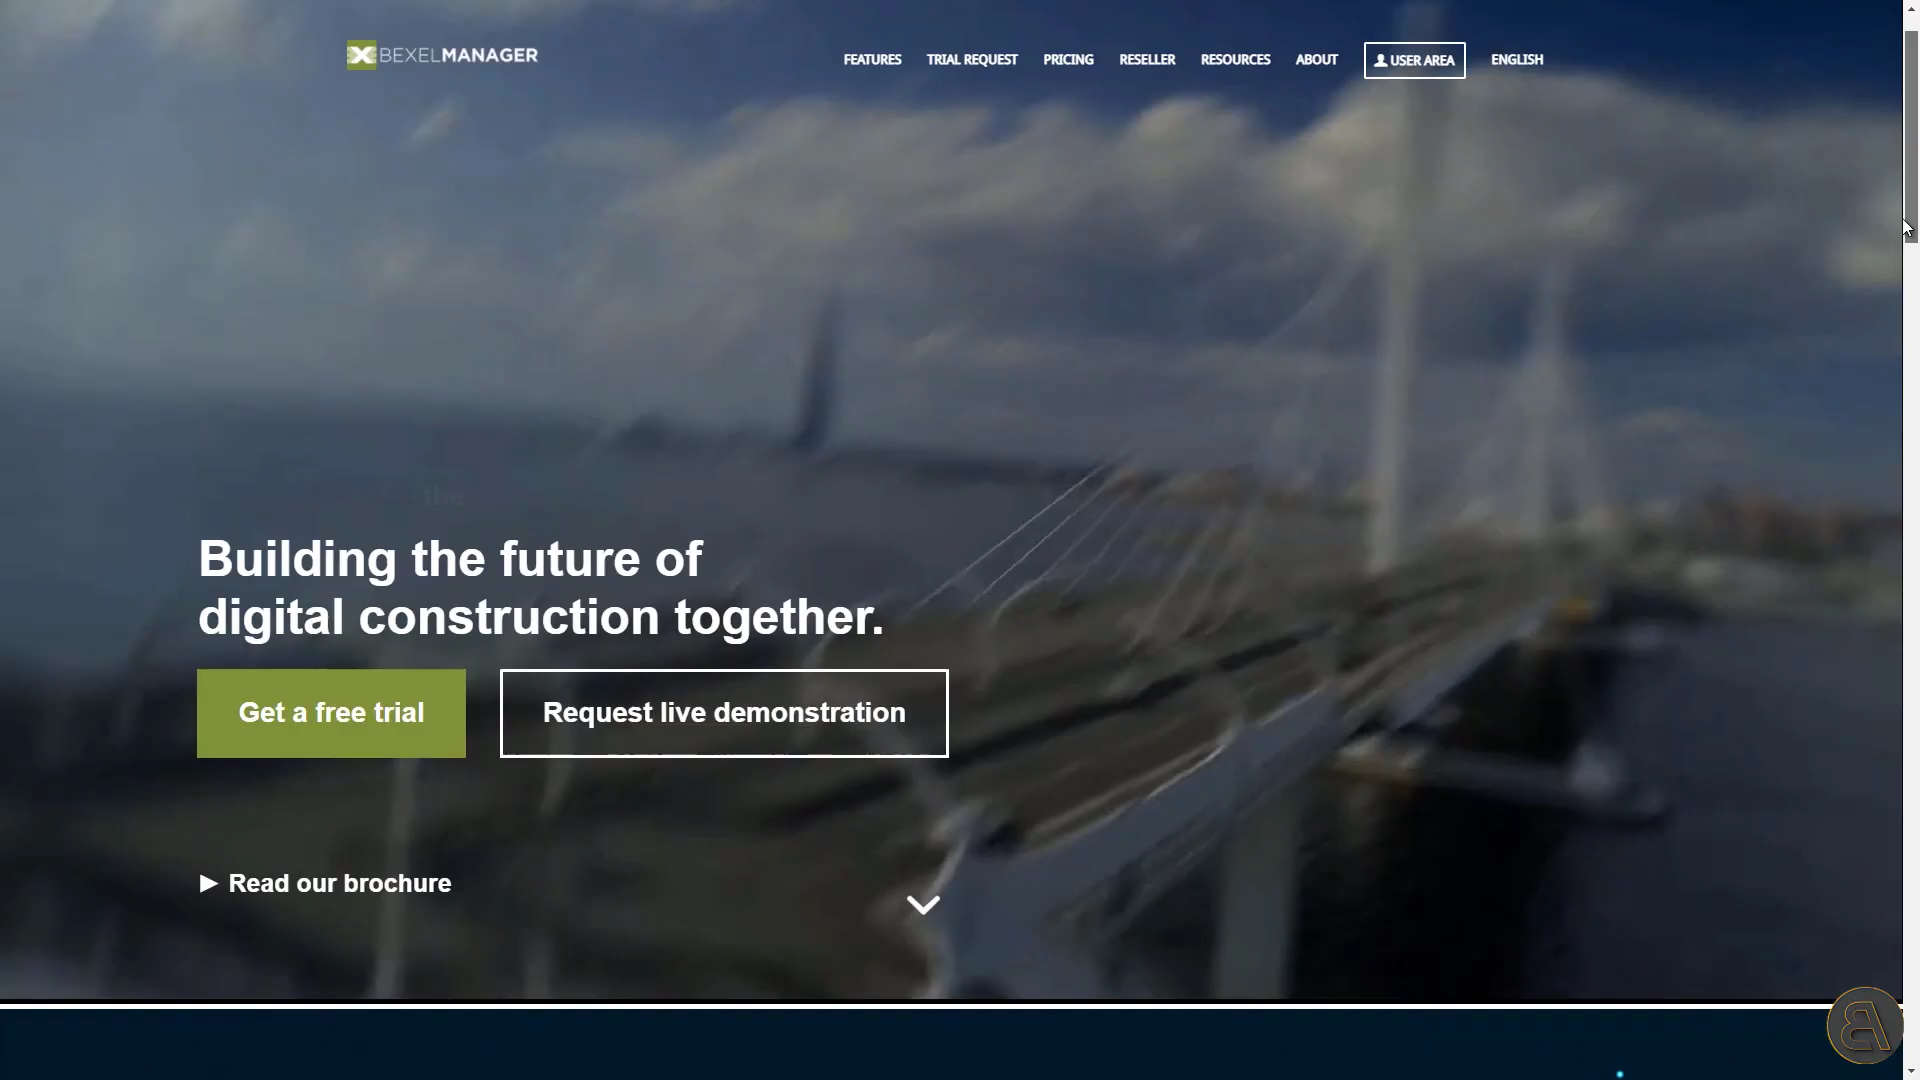 BEXELMANAGER
FEATURES TRIAL REQUEST PRICING RESELLER RESOURCES ABOUT USER AREA ENGLISH
the
Building the future of
digital construction together.
Get a free trial Request live demonstration
Read our brochure